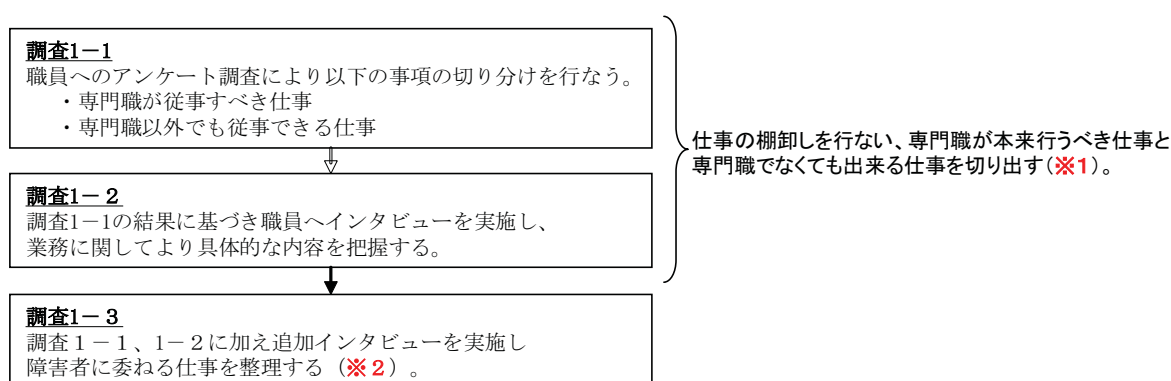 調査1－1
職員へのアンケート調査により以下の事項の切り分けを行なう。
・専門職が従事すべき仕事
・専門職以外でも従事できる仕事
仕事の棚卸しを行ない、専門職が本来行うべき仕事と
専門職でなくても出来る仕事を切り出す（※1）。
調査1－2
調査1－1の結果に基づき職員へインタビューを実施し、
業務に関してより具体的な内容を把握する。
調査1－3
調査１－１、1－2に加え追加インタビューを実施し
障害者に委ねる仕事を整理する（※２）。